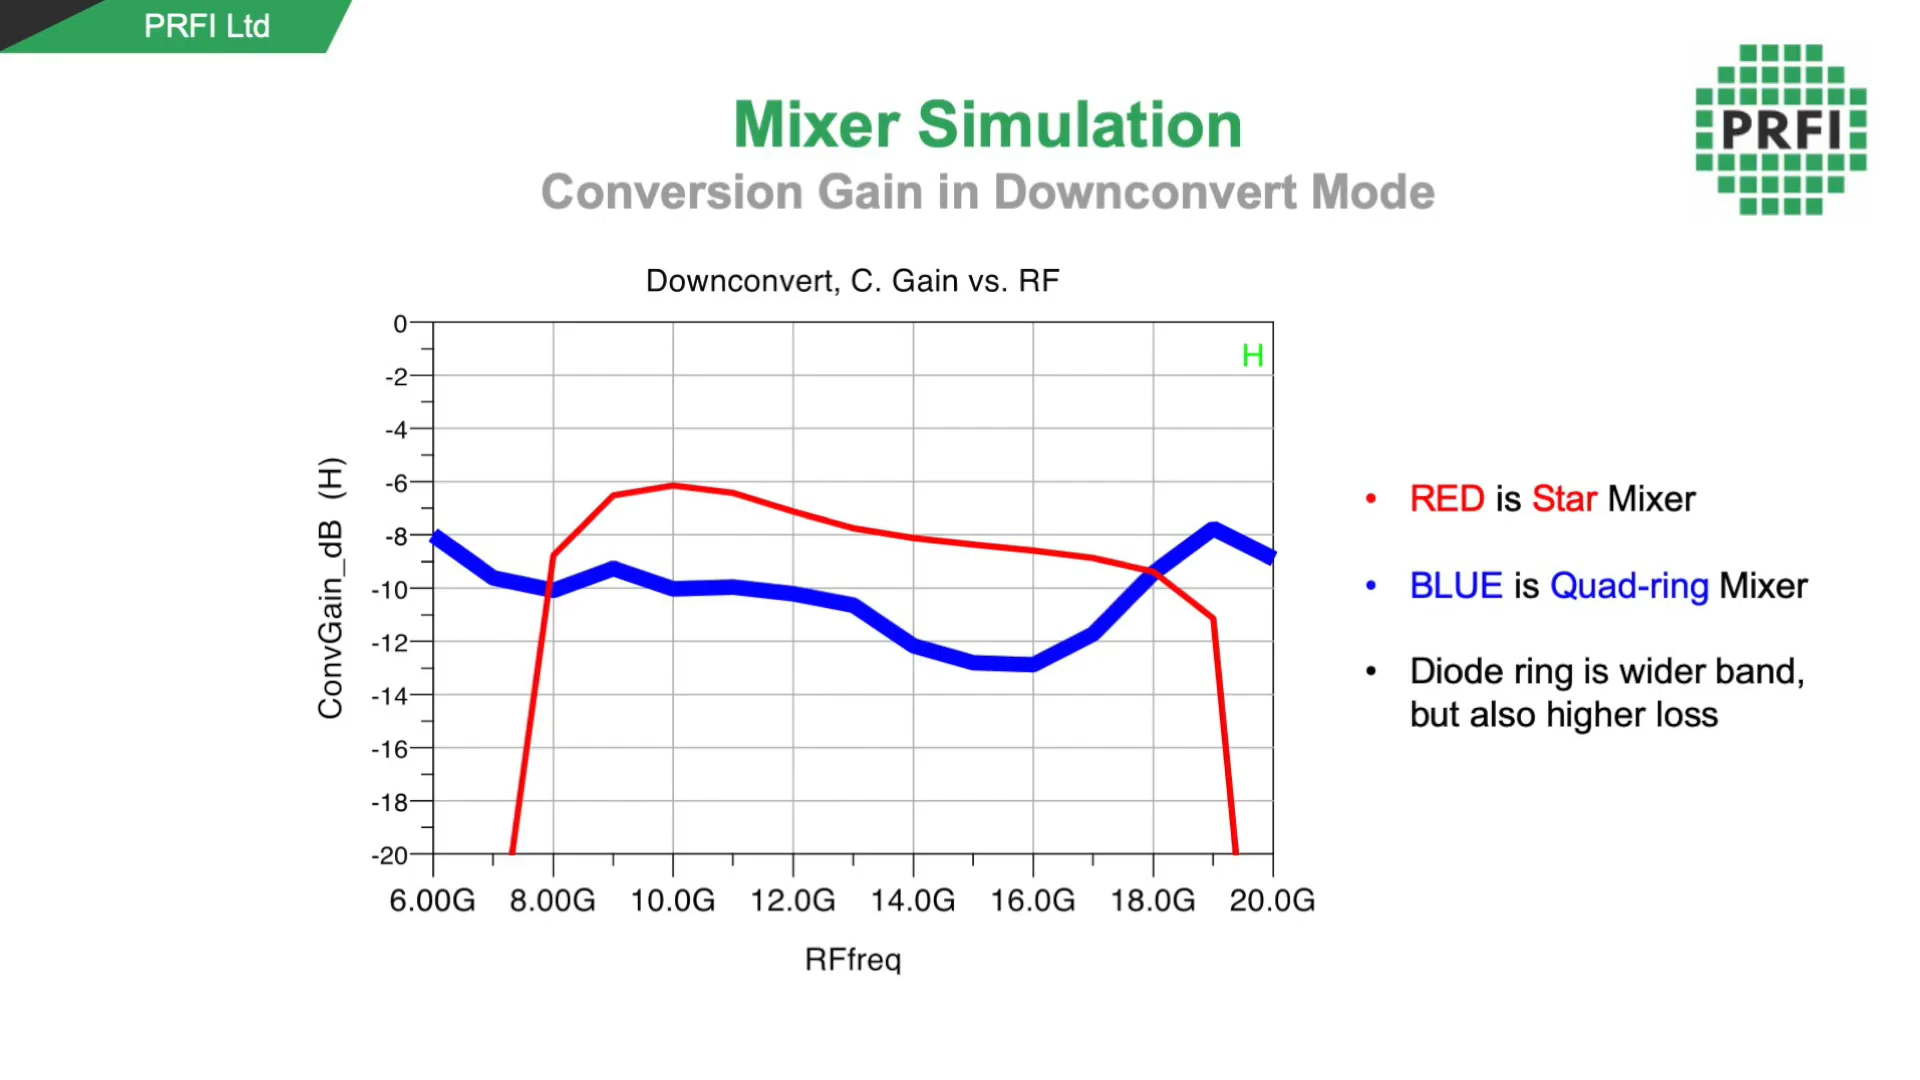 PRFI Ltd
PRFI
Mixer Simulation
Conversion Gain in Downconvert Mode
Downconvert, C. Gain vs. RF
H
0
-2
-4
-6
-8
-10
-12
-14
-16
-18
-20
ConvGain_dB (H)
6.00G 8.00G 10.0G 12.0G 14.0G 16.0G 18.0G 20.0G
RFfreq
• RED is Star Mixer
• BLUE is Quad-ring Mixer
• Diode ring is wider band,
but also higher loss